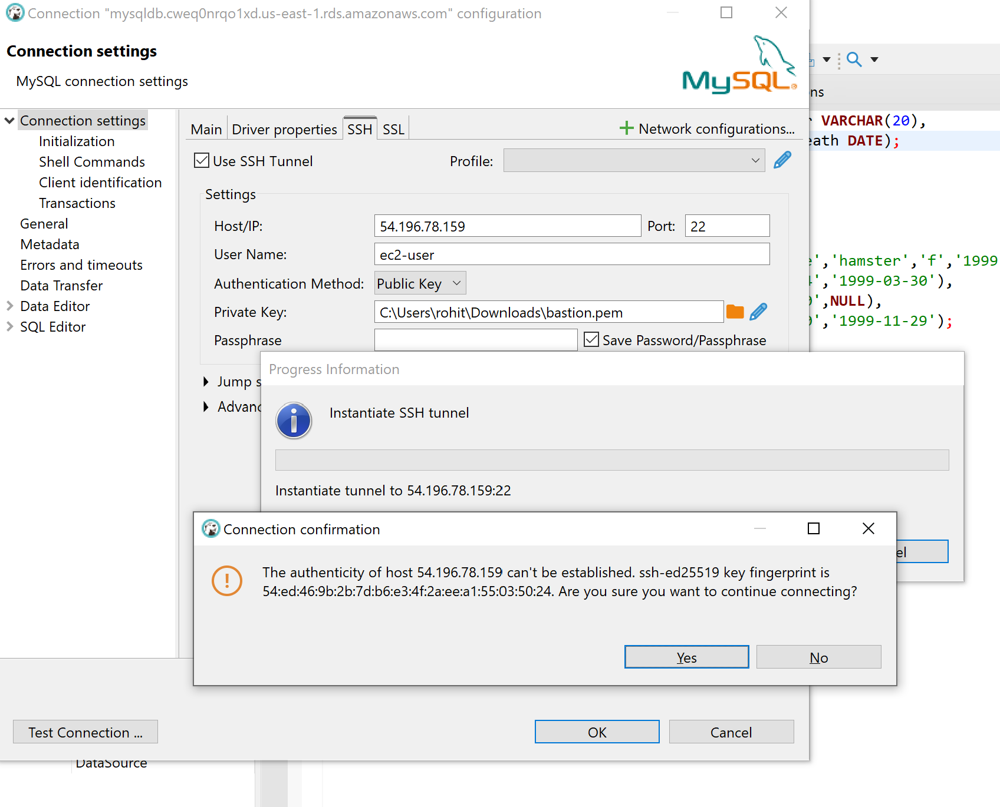 Connection "mysqldb.cweq0nrqo1xd.us-east-1.rds.amazonaws.com" configuration
Connection settings
MySQL connection settings
MySQL
Connection settings
Initialization
Shell Commands
Client identification
Transactions
General
Metadata
Errors and timeouts
Data Transfer
Data Editor
SQL Editor
Main Driver properties SSH SSL Network configurations...
Use SSH Tunnel Profile:
Settings
Host/IP: 54.196.78.159 Port: 22
User Name: ec2-user
Authentication Method: Public Key
Private Key: C:\Users\rohit\Downloads\bastion.pem
Passphrase Save Password/Passphrase
Jump s
Advanc
ns
VARCHAR(20),
eath DATE);
e','hamster','f','1999
4','1999-03-30'),
0',NULL),
0','1999-11-29');
Progress Information
Instantiate SSH tunnel
Instantiate tunnel to 54.196.78.159:22
el
Connection confirmation
The authenticity of host 54.196.78.159 can't be established. ssh-ed25519 key fingerprint is
54:ed:46:9b:2b:7d:b6:e3:4f:2a:ee:a1:55:03:50:24. Are you sure you want to continue connecting?
Yes No
Test Connection ... OK Cancel
DataSource